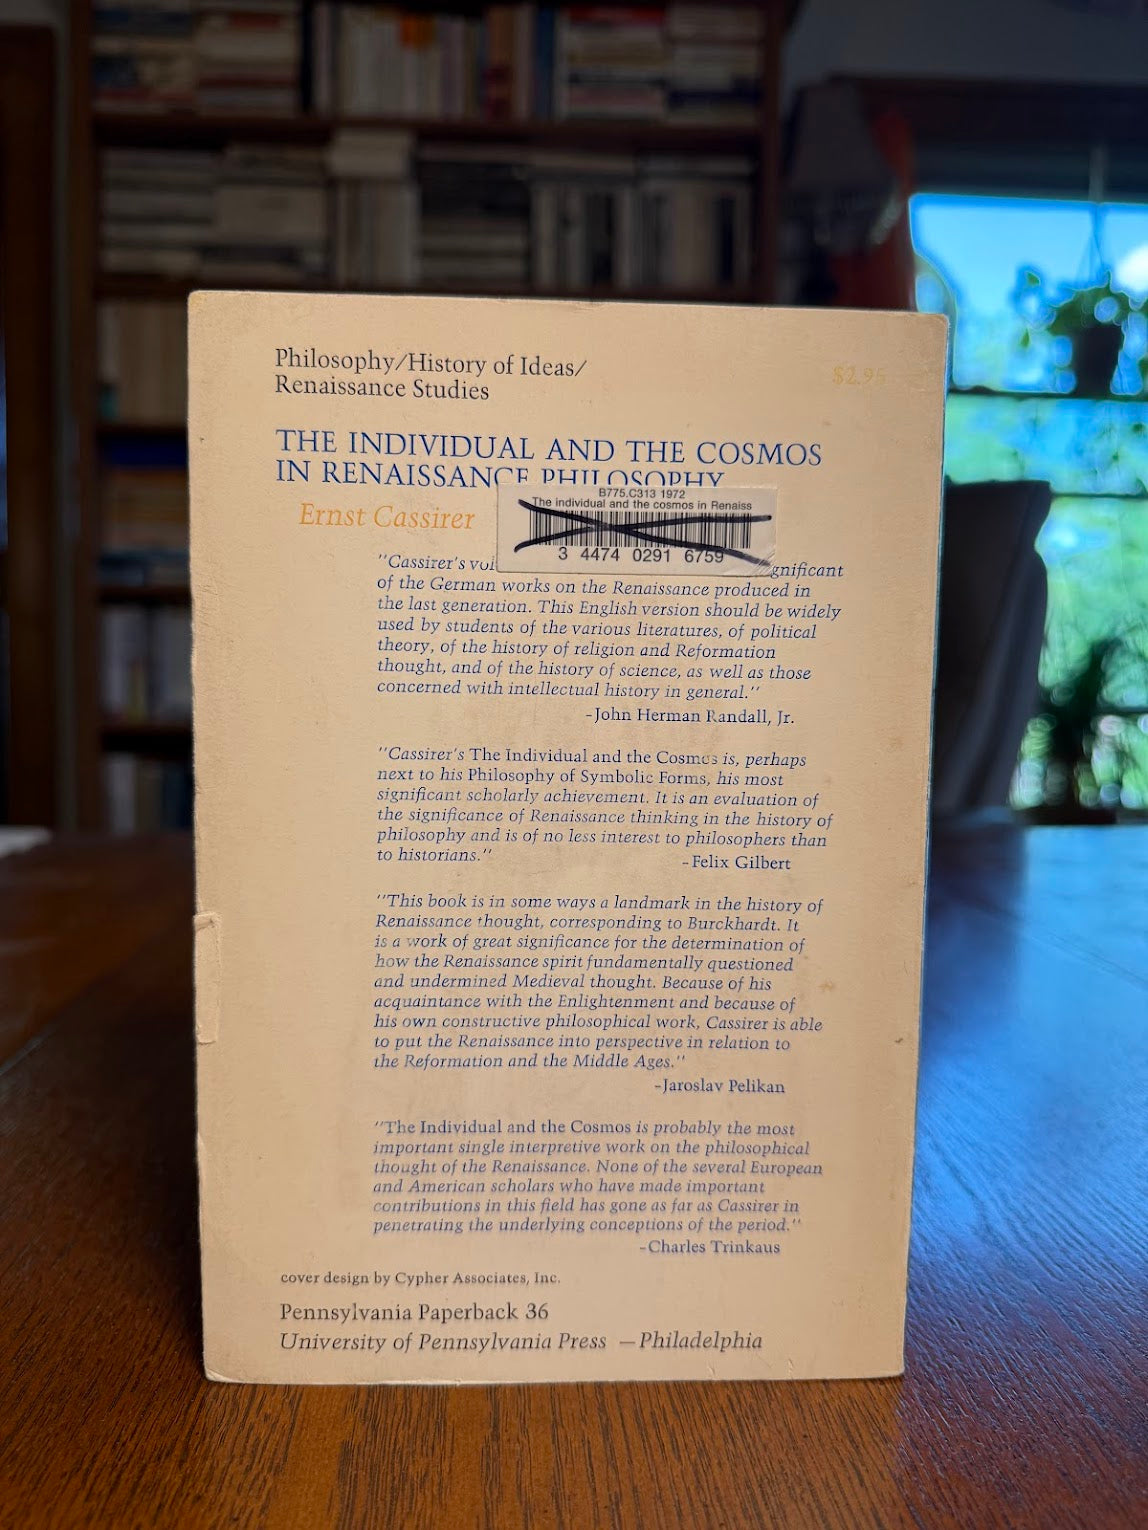 Philosophy/History of Ideas/
Renaissance Studies
$2.95
THE INDIVIDUAL AND THE COSMOS
IN RENAISSANCE PHILOSOPHY
B775.C313 1972
The individual and the cosmos in Renaiss
3 4474 0291 6759
Ernst Cassirer
"Cassirer's
of the German works on the Renaissance produced in
the last generation. This English version should be widely
used by students of the various literatures, of political
theory, of the history of religion and Reformation
thought, and of the history of science, as well as those
concerned with intellectual history in general."
-John Herman Randall, Jr.
"Cassirer's The Individual and the Cosmos is, perhaps
next to his Philosophy of Symbolic Forms, his most
significant scholarly achievement. It is an evaluation of
the significance of Renaissance thinking in the history of
philosophy and is of no less interest to philosophers than
to historians."
-Felix Gilbert
"This book is in some ways a landmark in the history of
Renaissance thought, corresponding to Burckhardt. It
is a work of great significance for the determination of
how the Renaissance spirit fundamentally questioned
and undermined Medieval thought. Because of his
acquaintance with the Enlightenment and because of
his own constructive philosophical work, Cassirer is able
to put the Renaissance into perspective in relation to
the Reformation and the Middle Ages."
-Jaroslav Pelikan
"The Individual and the Cosmos is probably the most
important single interpretive work on the philosophical
thought of the Renaissance. None of the several European
and American scholars who have made important
contributions in this field has gone as far as Cassirer in
penetrating the underlying conceptions of the period."
-Charles Trinkaus
cover design by Cypher Associates, Inc.
Pennsylvania Paperback 36
University of Pennsylvania Press —Philadelphia